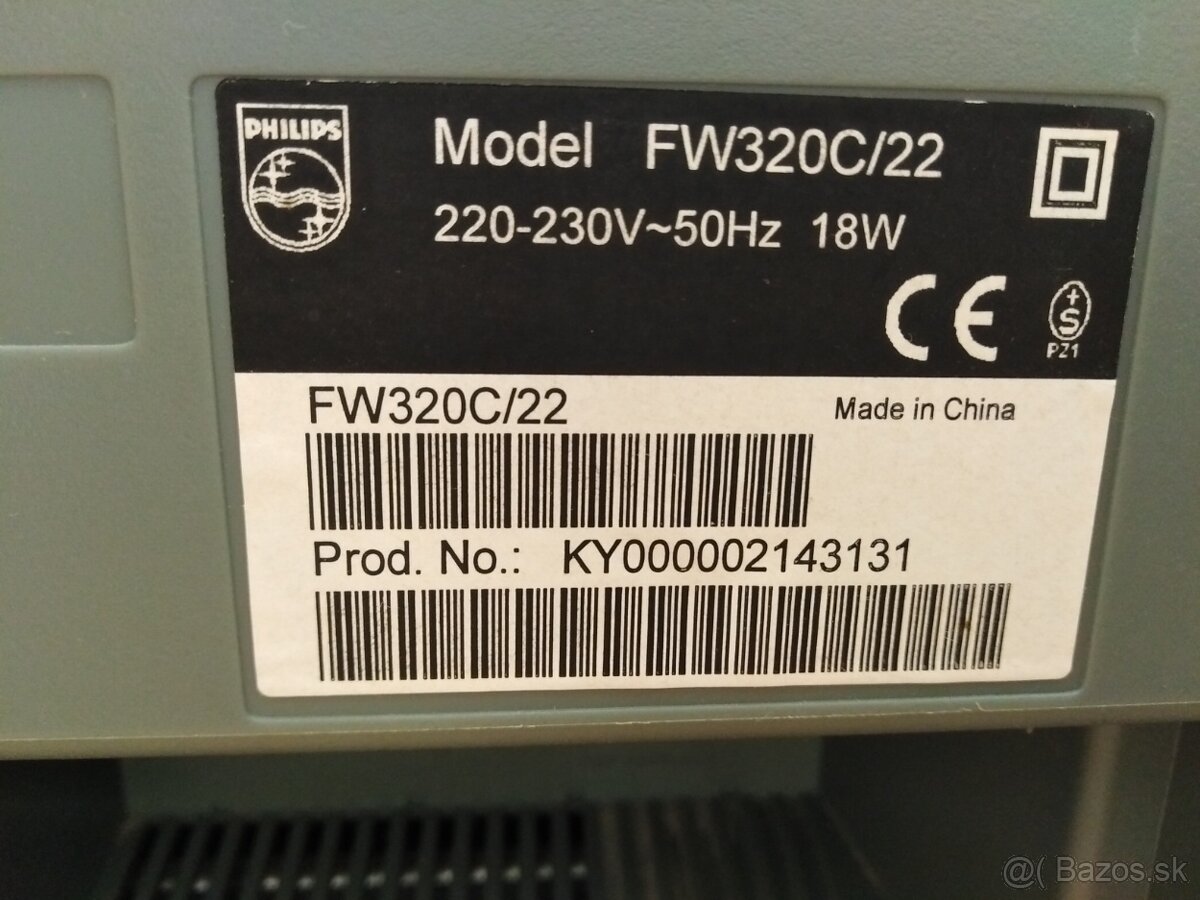 PHILIPS
Model FW320C/22
220-230V~50Hz 18W
CE
+
S
PZ1
FW320C/22
Made in China
Prod. No.: KY000002143131
@( Bazos.sk